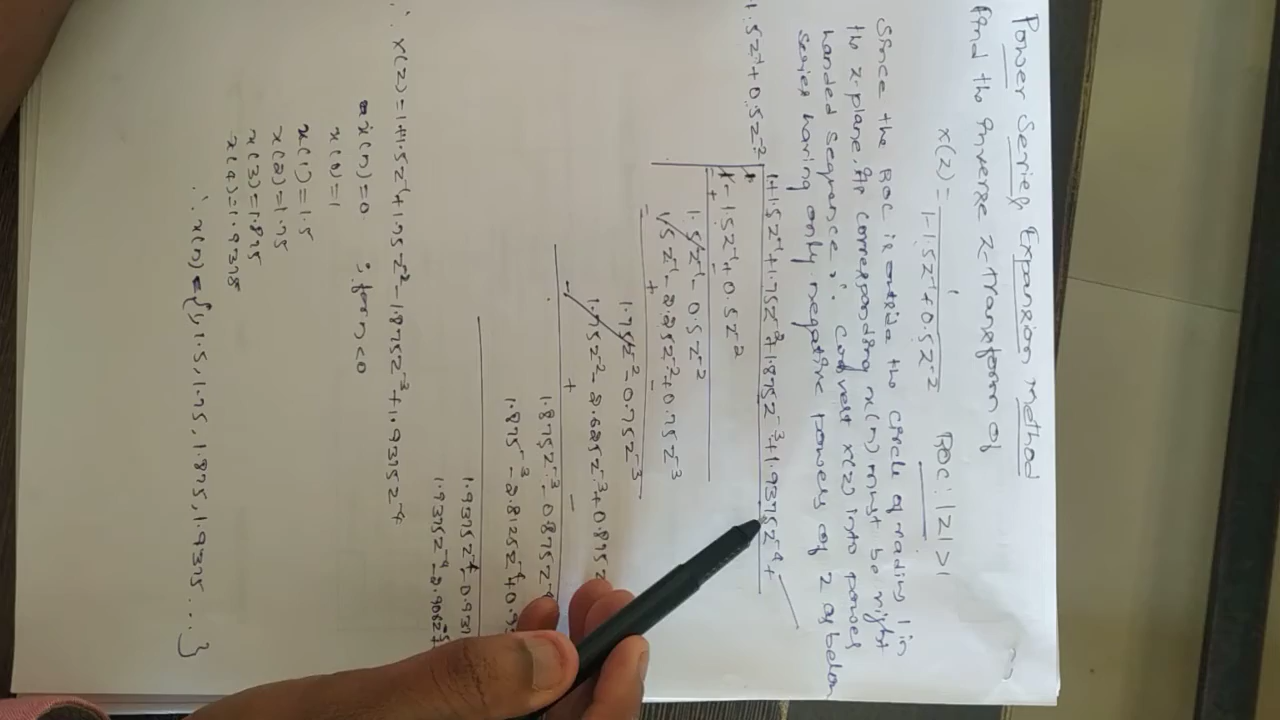 Power Series Expansion method
find the inverse z-transform of
x(z) = 1 / 1-1.5z⁻¹+0.5z⁻² ROC: |z|>1
Since the ROC is outside the circle of radius 1 in
the z-plane, corresponding x(n) must be right
handed sequence, ∴ convert x(z) into power
series having only negative powers of z as below
1+1.5z⁻¹+1.75z⁻²+1.875z⁻³+1.9375z⁻⁴+
1.5z⁻¹+0.5z⁻²
1-1.5z⁻¹+0.5z⁻²
1.5z⁻¹-0.5z⁻²
1.5z⁻¹-2.25z⁻²+0.75z⁻³
1.75z⁻²-0.75z⁻³
1.75z⁻²-2.625z⁻³+0.875z
1.875z⁻³-0.875z⁻⁴
1.875⁻³-2.8125z⁻⁴+0.93
1.9375z⁻⁴-0.937
1.9375z⁻⁴-2.9062
∴ x(z)=1+1.5z⁻¹+1.75z⁻²-1.875z⁻³+1.9375z⁻⁴
x(n)=0 ∵ for n<0
x(0)=1
x(1)=1.5
x(2)=1.75
x(3)=1.875
x(4)=1.9375
∴ x(n)={1,1.5,1.75,1.875,1.9375...}